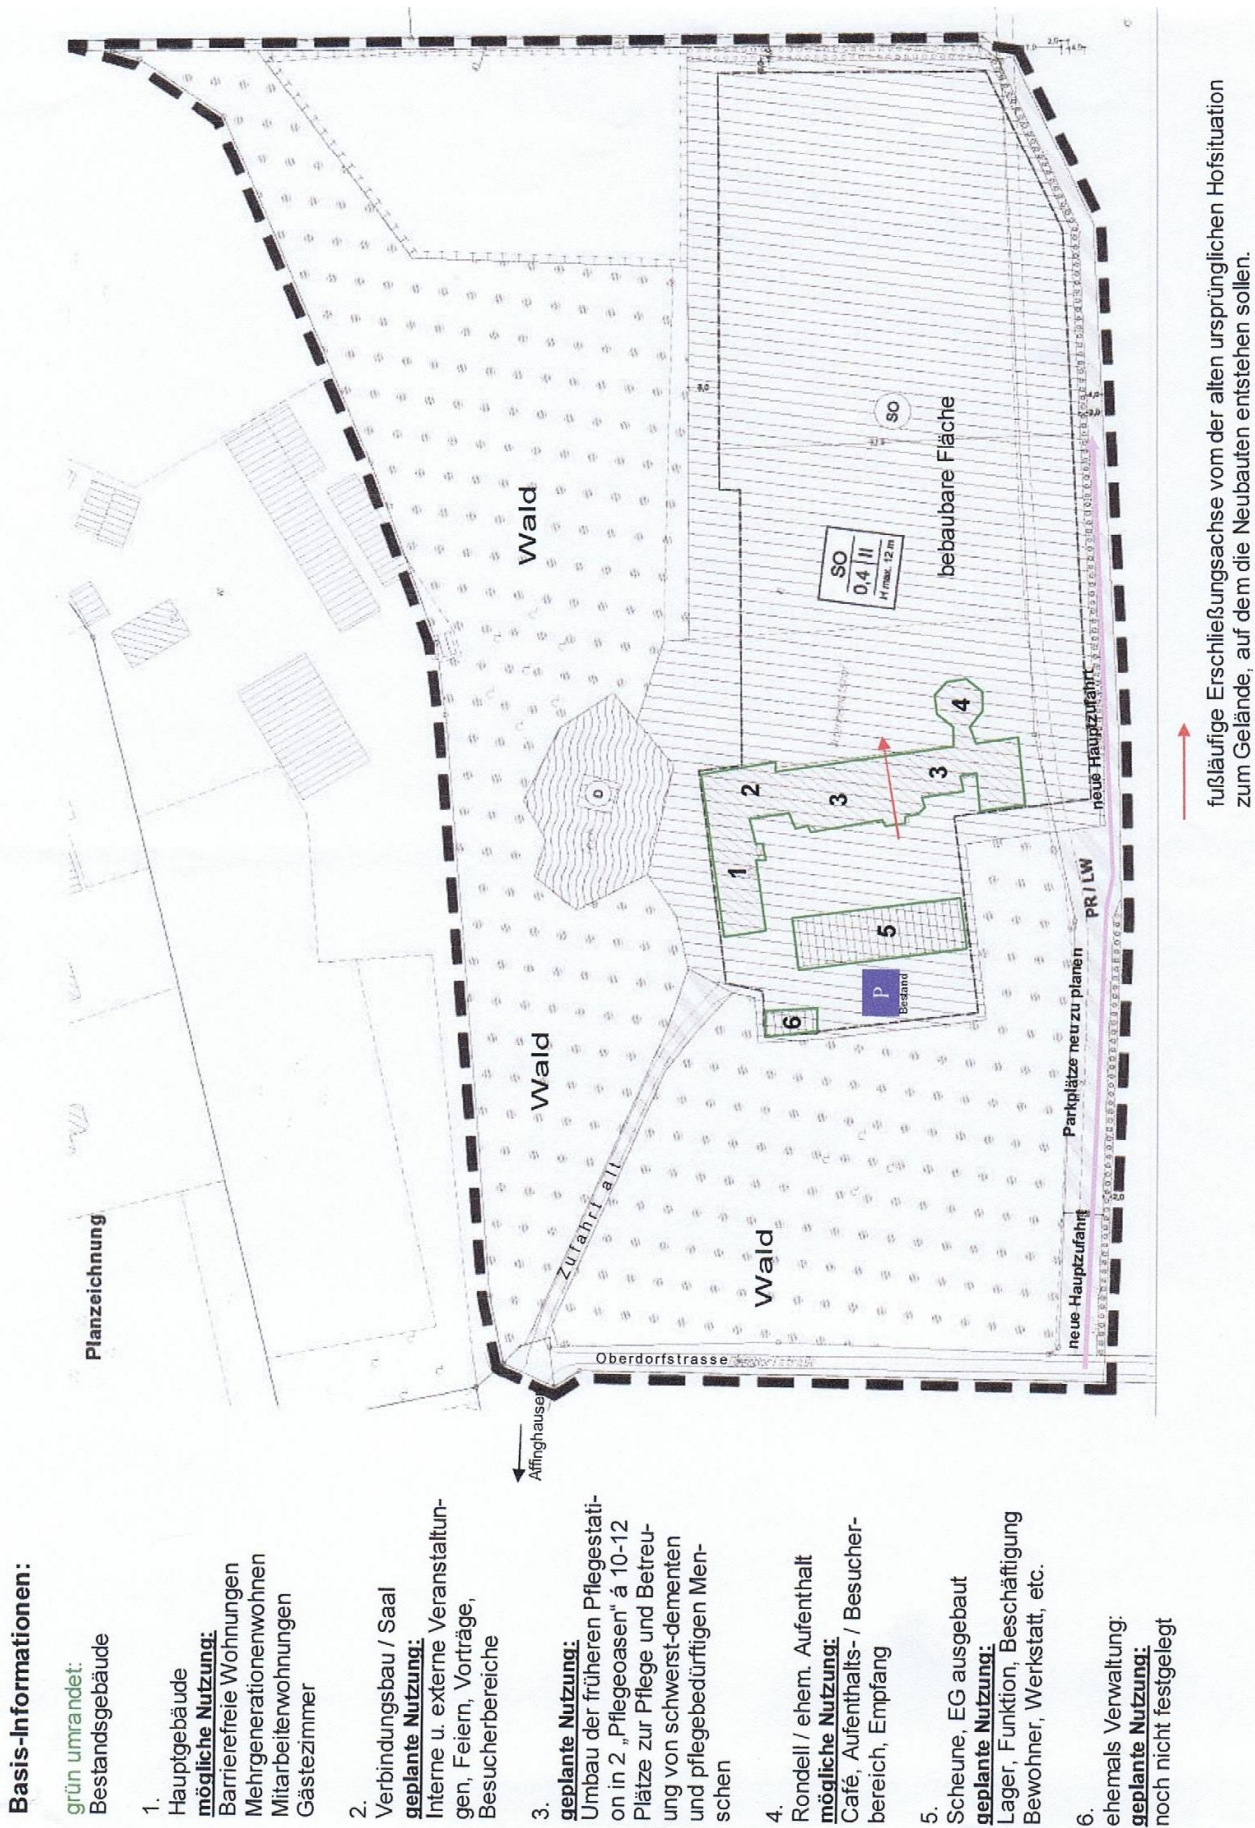 Basis-Informationen:
grün umrandet:
Bestandsgebäude
1.
Hauptgebäude
mögliche Nutzung:
Barrierefreie Wohnungen
Mehrgenerationenwohnen
Mitarbeiterwohnungen
Gästezimmer
2.
Verbindungsbau / Saal
geplante Nutzung:
Interne u. externe Veranstaltun-
gen, Feiern, Vorträge,
Besucherbereiche
3.
geplante Nutzung:
Umbau der früheren Pflegestati-
on in 2 „Pflegeoasen“ á 10-12
Plätze zur Pflege und Betreu-
ung von schwerst-dementen
und pflegebedürftigen Men-
schen
4.
Rondell / ehem. Aufenthalt
mögliche Nutzung:
Café, Aufenthalts- / Besucher-
bereich, Empfang
5.
Scheune, EG ausgebaut
geplante Nutzung:
Lager, Funktion, Beschäftigung
Bewohner, Werkstatt, etc.
6.
ehemals Verwaltung:
geplante Nutzung:
noch nicht festgelegt
Planzeichnung
Affinghause
Oberdorfstrasse
Zufahrt alt
Wald
Wald
Wald
D
1
2
3
3
4
5
6
P
Bestand
SO
0,4 II
H max. 12 m
SO
bebaubare Fläche
neue Hauptzufahrt
Parkplätze neu zu planen
PR / LW
neue Hauptzufahrt
fußläufige Erschließungsachse vom der alten ursprünglichen Hofsituation
zum Gelände, auf dem die Neubauten entstehen sollen.